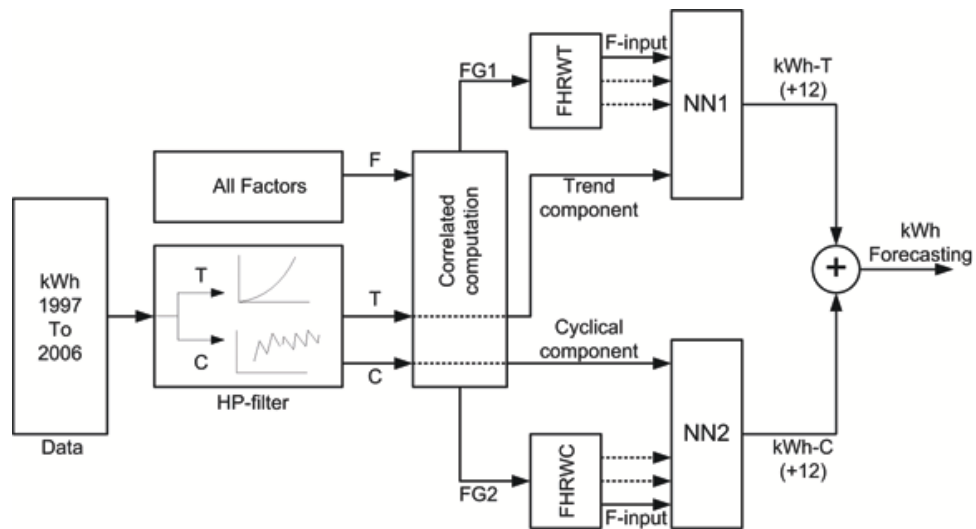 kWh
1997
To
2006
Data
All Factors
F
T
C
HP-filter
T
C
Correlated
computation
FG1
FHRWT
F-input
NN1
kWh-T
(+12)
Trend
component
Cyclical
component
FG2
FHRWC
F-input
NN2
kWh-C
(+12)
+
kWh
Forecasting